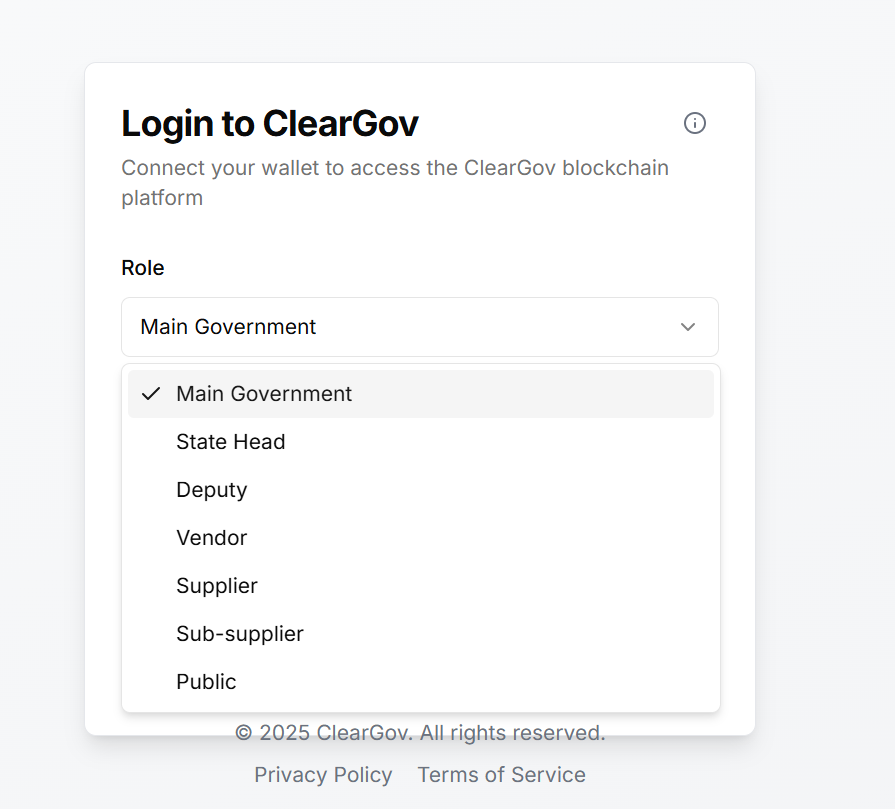 Login to ClearGov
Connect your wallet to access the ClearGov blockchain
platform
Role
Main Government
Main Government
State Head
Deputy
Vendor
Supplier
Sub-supplier
Public
© 2025 ClearGov. All rights reserved.
Privacy Policy Terms of Service